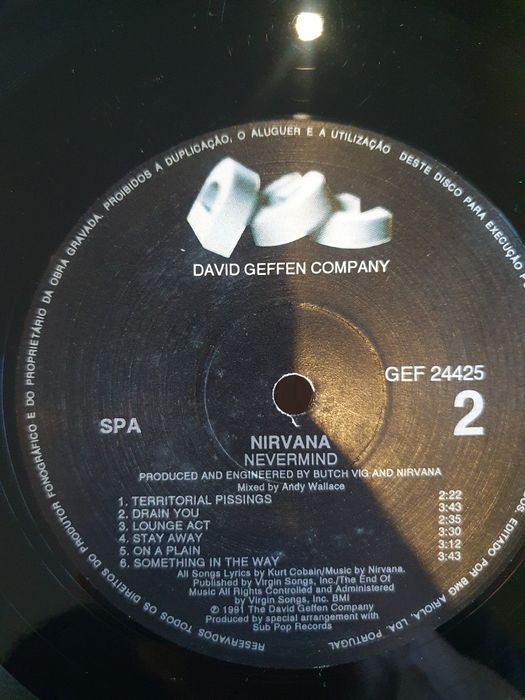 RESERVADOS TODOS OS DIREITOS DO PRODUTOR FONOGRÁFICO E DO PROPRIETÁRIO DA OBRA GRAVADA. PROIBIDOS A DUPLICAÇÃO, O ALUGUER E A UTILIZAÇÃO DESTE DISCO PARA EXECUÇÃO
OS. EDITADO POR BMG ARIOLA, LDA, PORTUGAL
DAVID GEFFEN COMPANY
GEF 24425
2
SPA
NIRVANA
NEVERMIND
PRODUCED AND ENGINEERED BY BUTCH VIG AND NIRVANA
Mixed by Andy Wallace
1. TERRITORIAL PISSINGS 2:22
2. DRAIN YOU 3:43
3. LOUNGE ACT 2:35
4. STAY AWAY 3:30
5. ON A PLAIN 3:12
6. SOMETHING IN THE WAY 3:43
All Songs Lyrics by Kurt Cobain/Music by Nirvana.
Published by Virgin Songs, Inc./The End Of
Music All Rights Controlled and Administered
by Virgin Songs, Inc. BMI
℗ 1991 The David Geffen Company
Produced by special arrangement with
Sub Pop Records